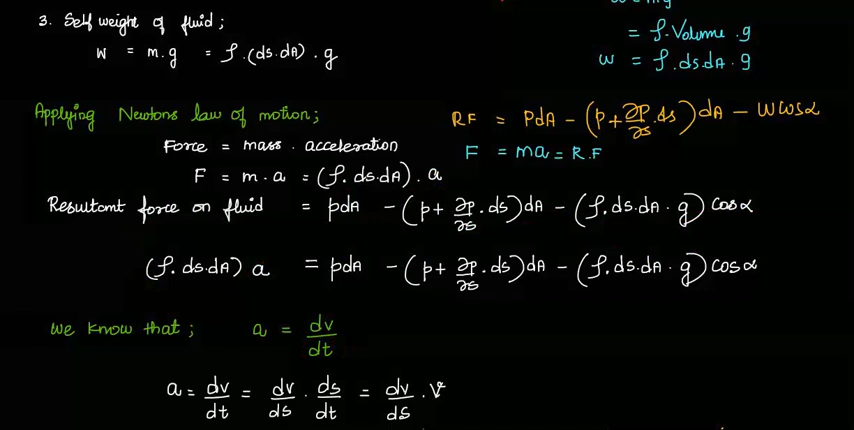 = mg
3. Self weight of fluid;
= ρ.Volume.g
W = m.g = ρ.(ds.dA).g
W = ρ.ds.dA.g
Applying Newtons law of motion;
RF = PdA - (P + ∂P/∂s . ds)dA - W cosα
Force = mass . acceleration
F = ma = R.F
F = m.a = (ρ.ds.dA).a
Resultant force on fluid = pdA - (p + ∂p/∂s . ds)dA - (ρ.ds.dA.g) cosα
(ρ.ds.dA) a = pdA - (p + ∂p/∂s . ds)dA - (ρ.ds.dA.g) cosα
We know that; a = dv/dt
a = dv/dt = dv/ds . ds/dt = dv/ds . V